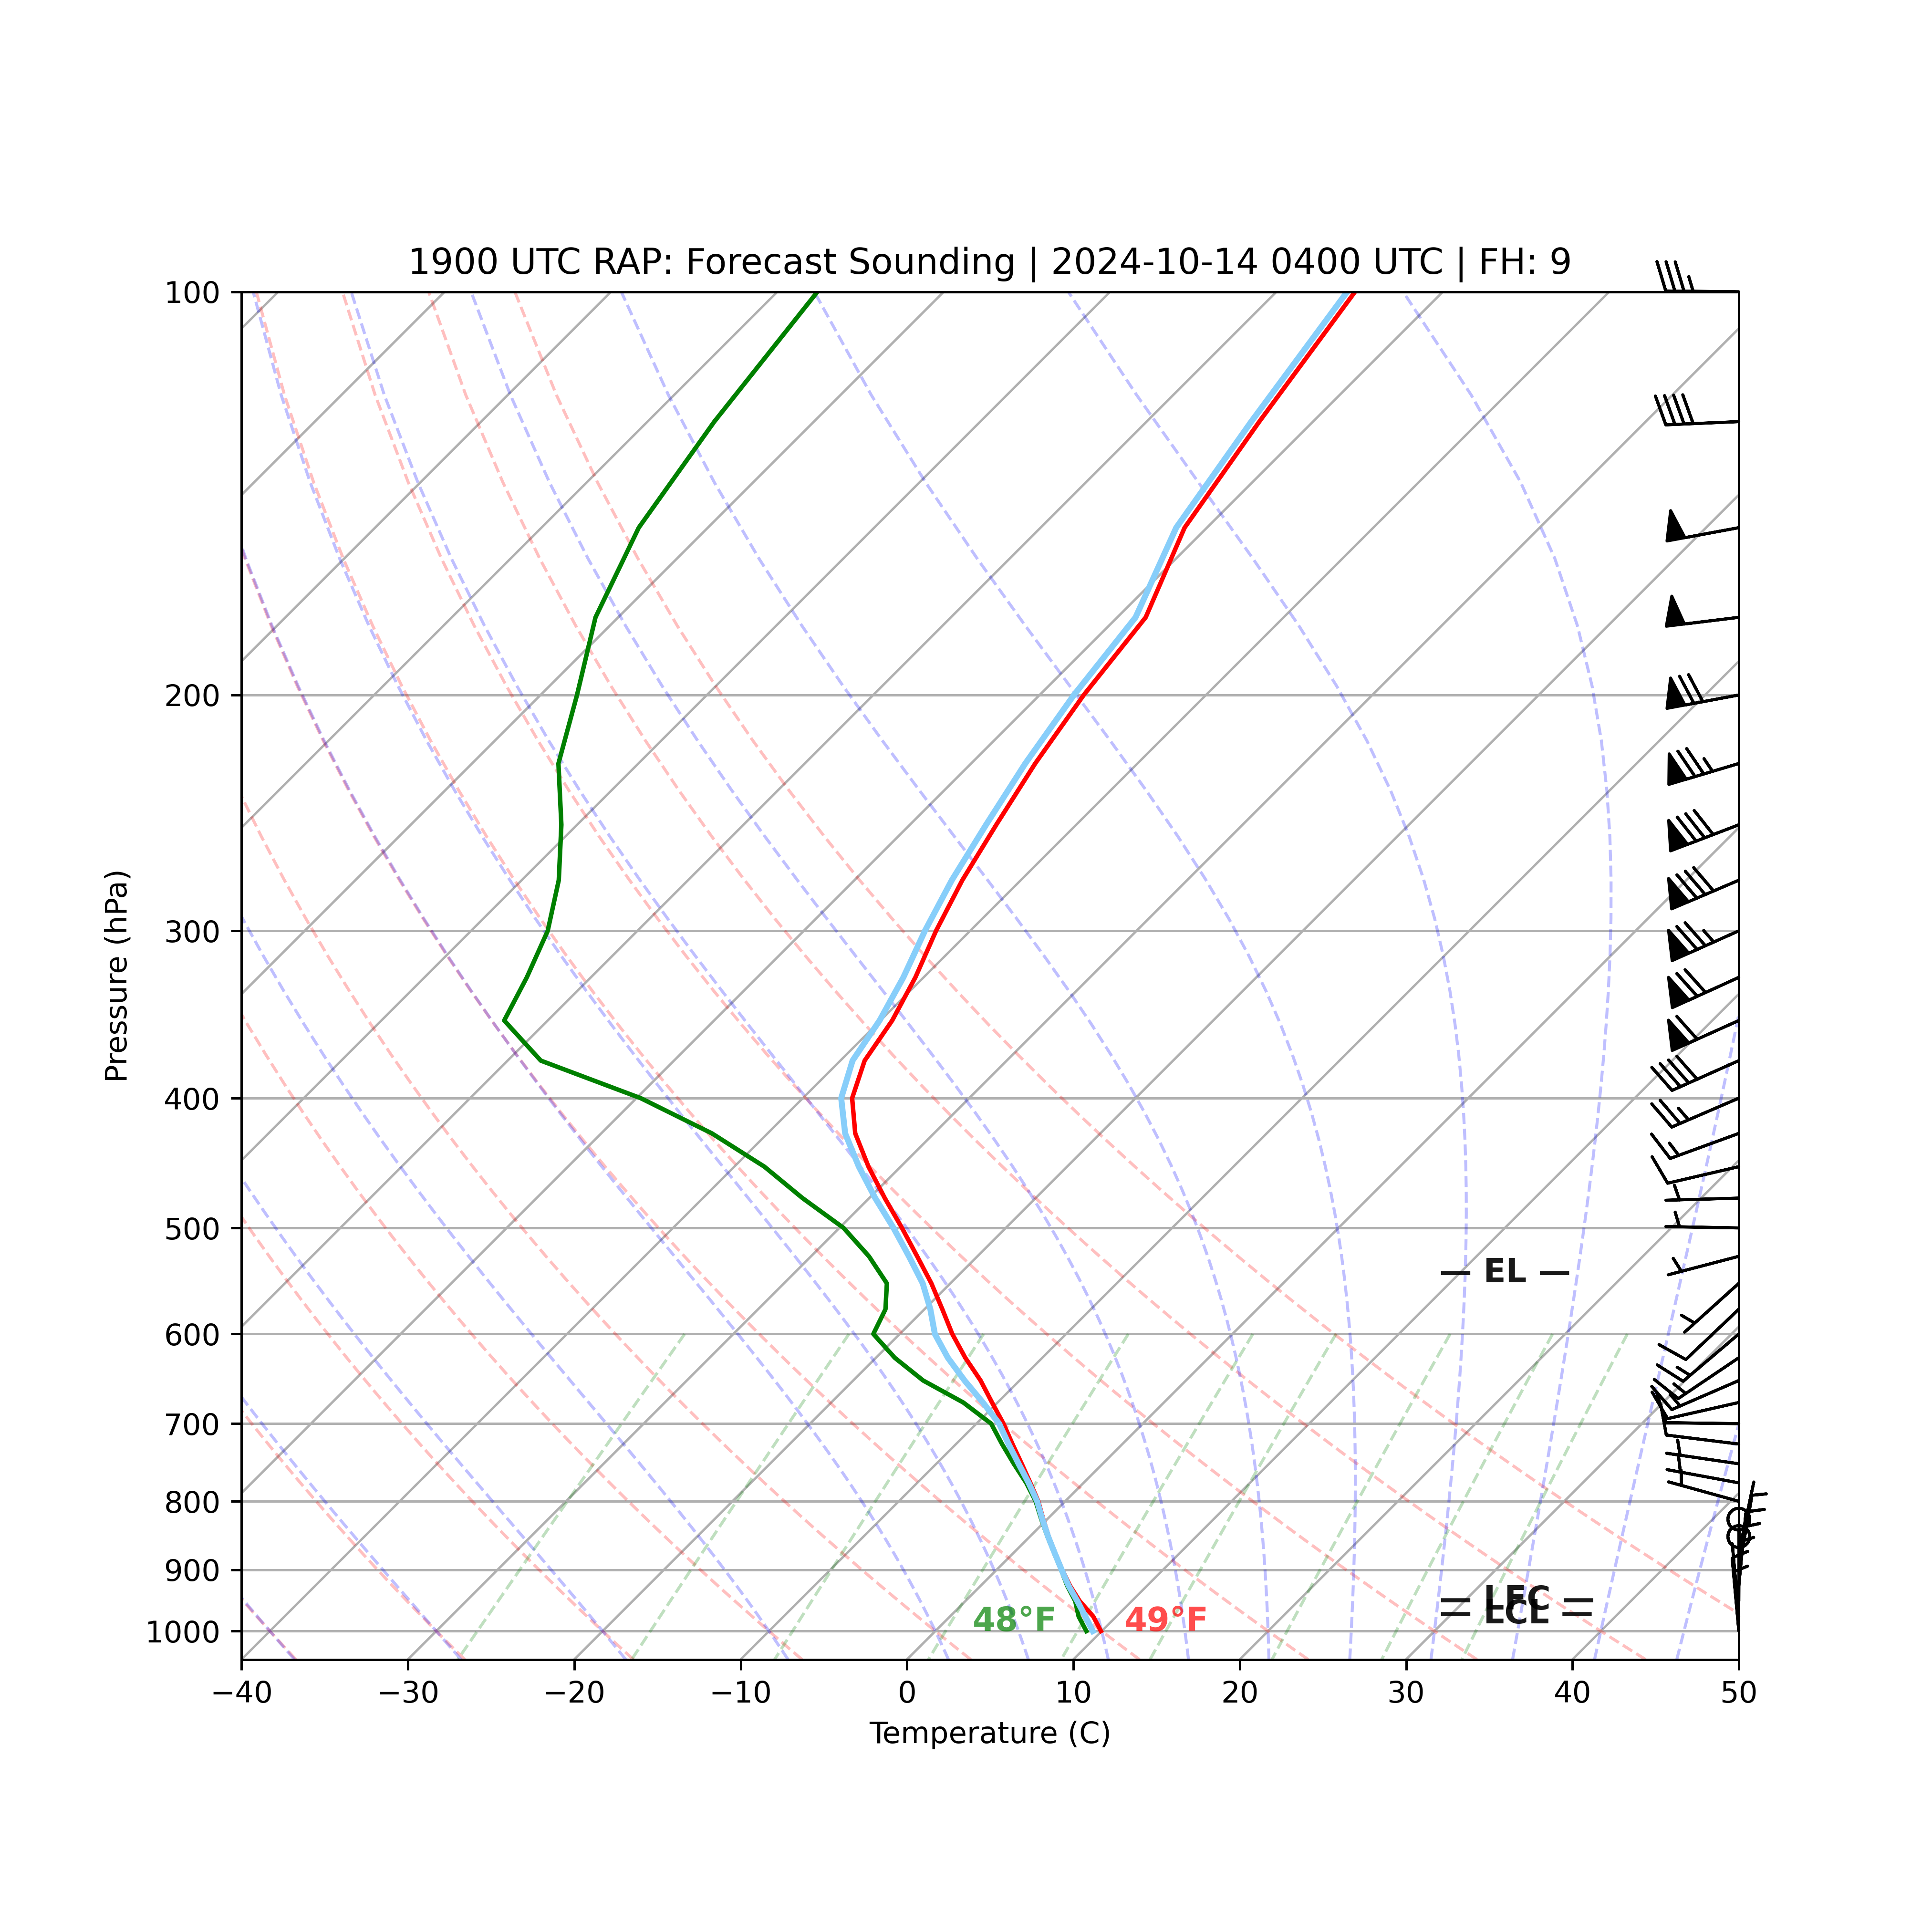 1900 UTC RAP: Forecast Sounding | 2024-10-14 0400 UTC | FH: 9
100
200
300
400
500
600
700
800
900
1000
Pressure (hPa)
— EL —
— LFC —
— LCL —
48°F
49°F
−40 −30 −20 −10 0 10 20 30 40 50
Temperature (C)